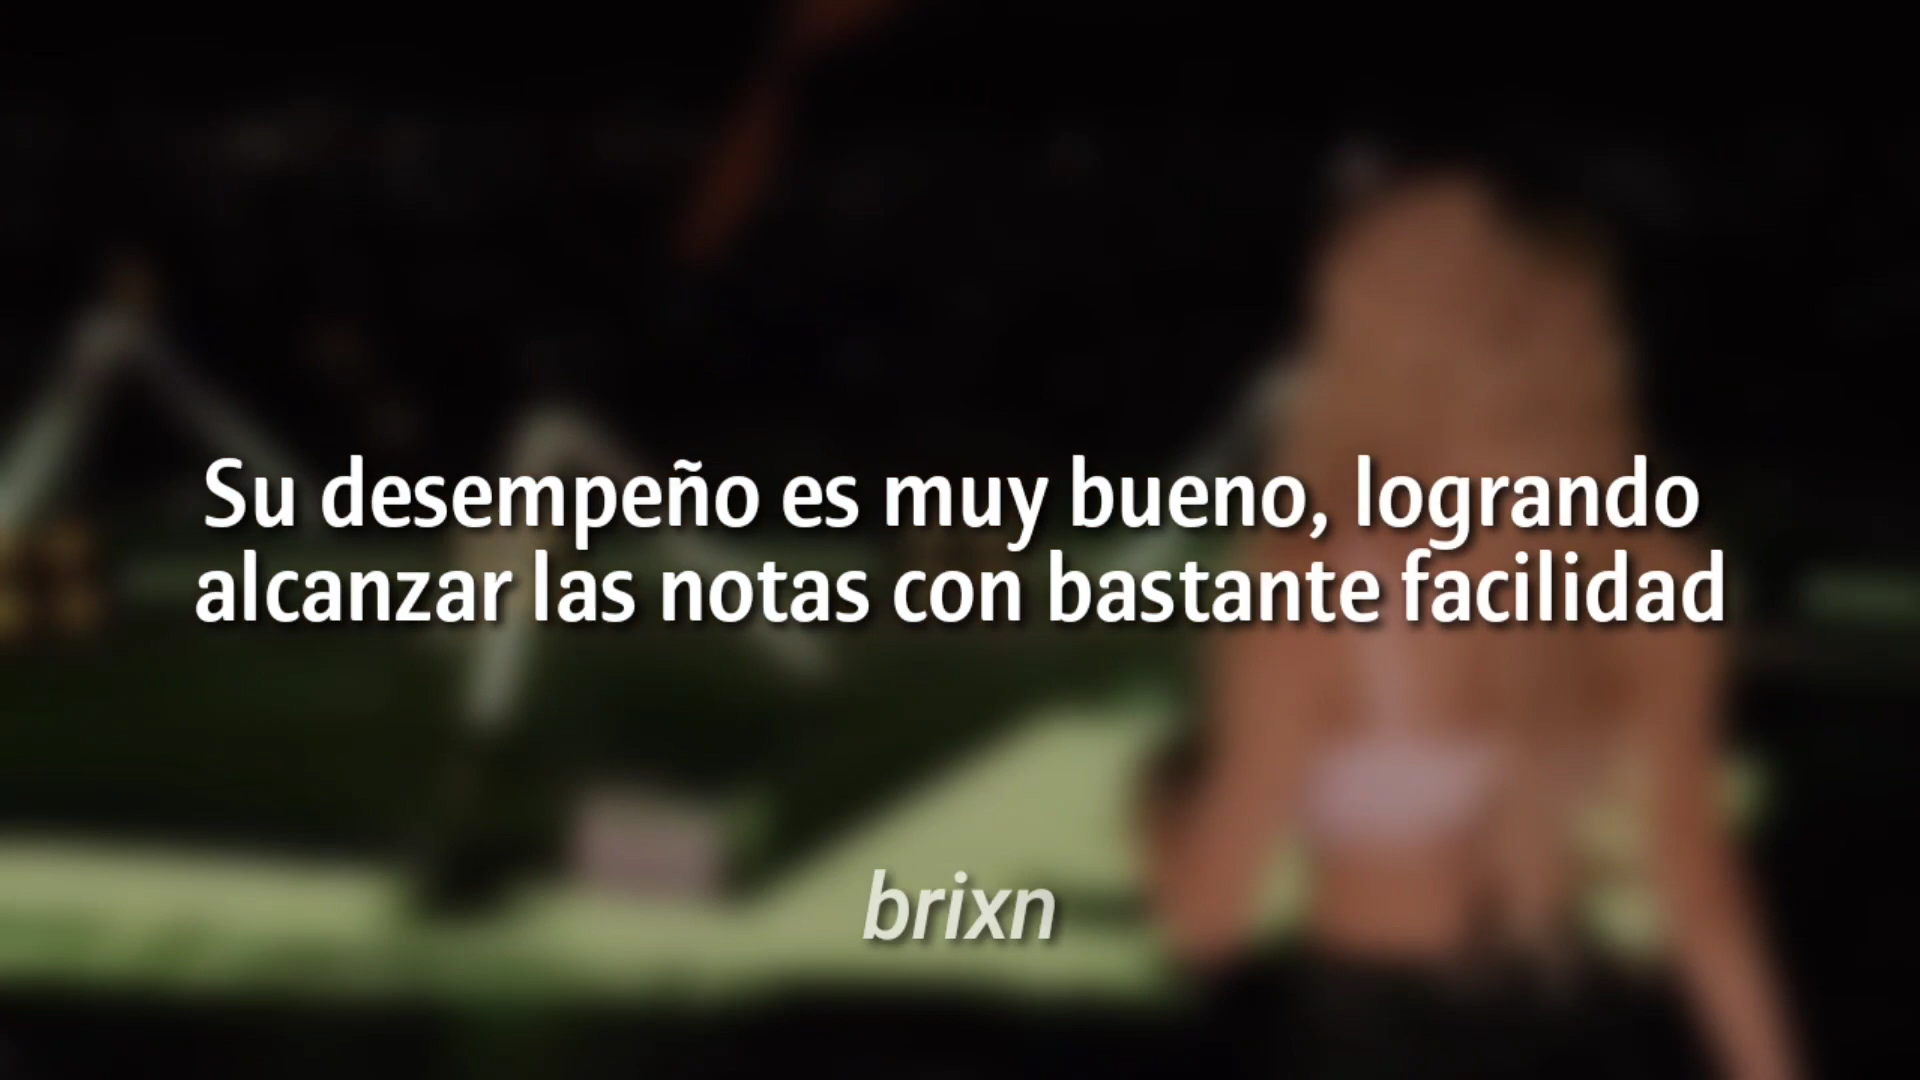 Su desempeño es muy bueno, logrando
alcanzar las notas con bastante facilidad
brixn